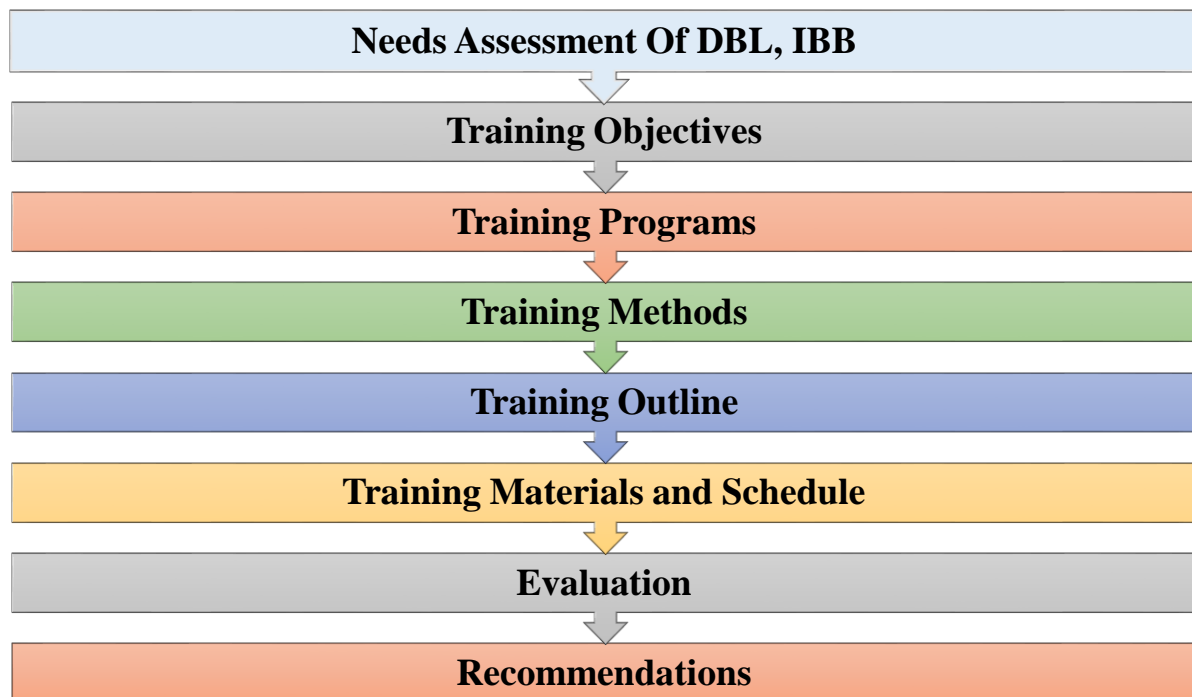 Needs Assessment Of DBL, IBB
Training Objectives
Training Programs
Training Methods
Training Outline
Training Materials and Schedule
Evaluation
Recommendations